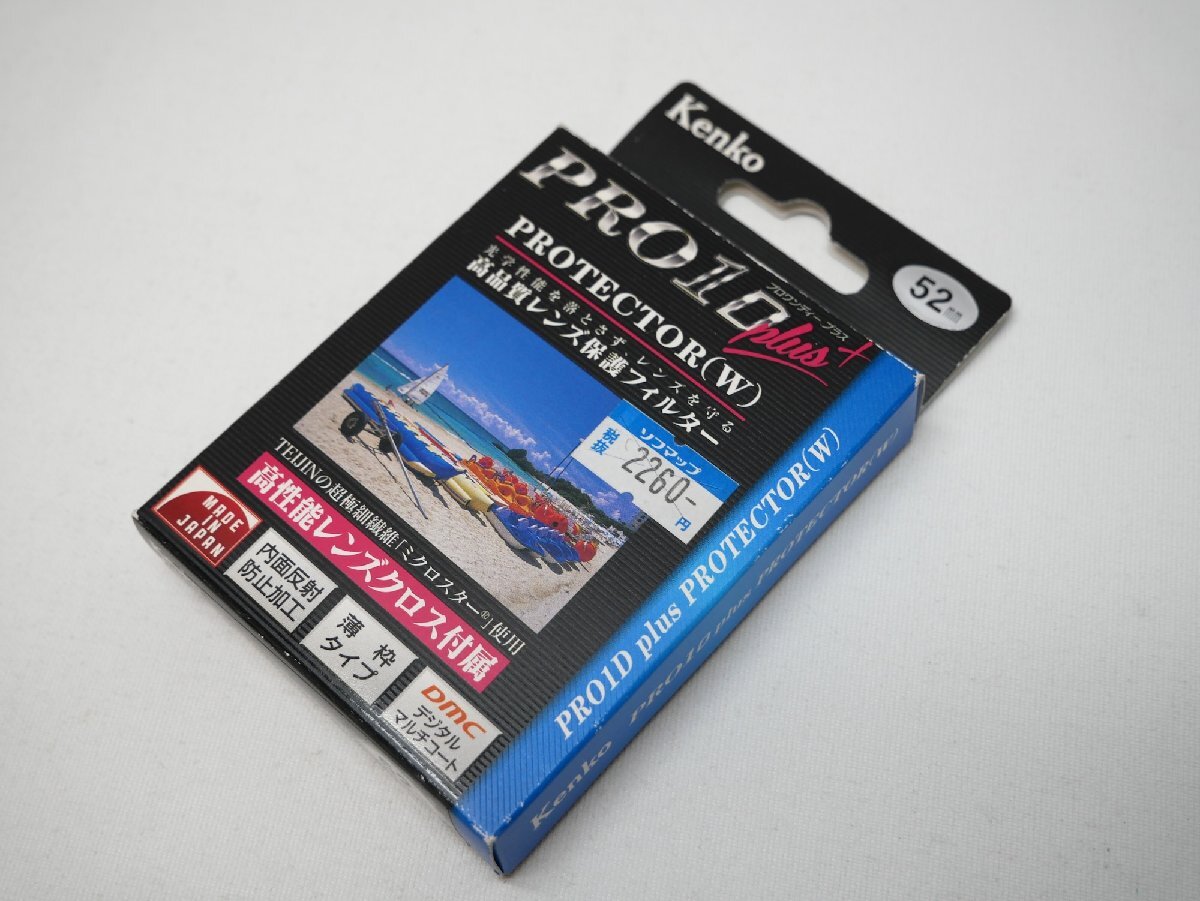 Kenko
52mm
PRO1D
プロワンディー プラス
plus+
PROTECTOR(W)
光学性能を落とさず、レンズを守る
高品質レンズ保護フィルター
ソフマップ
税抜
2260-
円
TEIJINの超極細繊維「ミクロスター®」使用
高性能レンズクロス付属
MADE
IN
JAPAN
内面反射
防止加工
薄枠
タイプ
DMC
デジタル
マルチコート
PRO1D plus PROTECTOR(W)
Kenko PRO1D plus PROTECTOR(W)